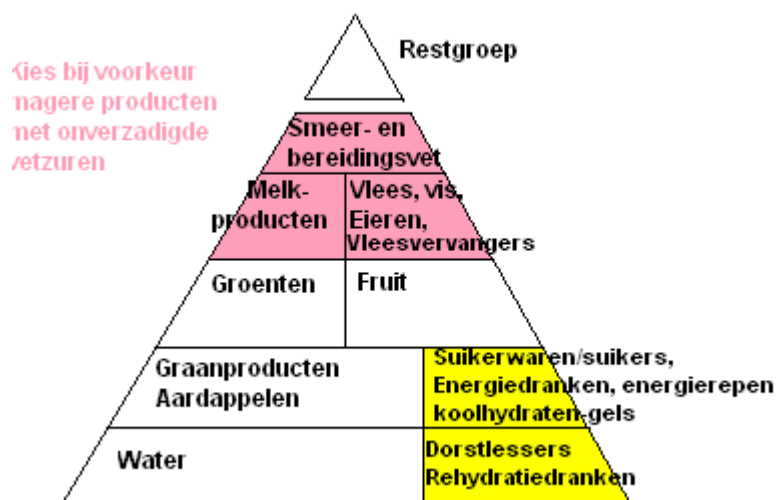 Restgroep
Kies bij voorkeur
magere producten
met onverzadigde
vetzuren
Smeer- en
bereidingsvet
Melk-
producten
Vlees, vis,
Eieren,
Vleesvervangers
Groenten
Fruit
Graanproducten
Aardappelen
Suikerwaren/suikers,
Energiedranken, energierepen
koolhydraten-gels
Water
Dorstlessers
Rehydratiedranken